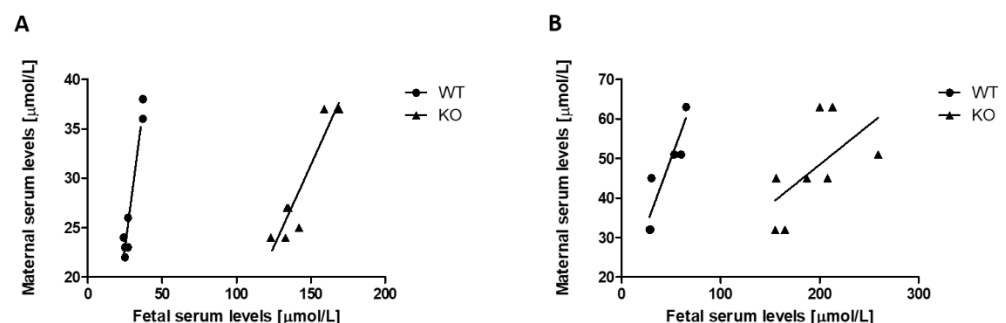 A
B
Maternal serum levels [µmol/L]
40
30
20
0
50
100
150
200
Fetal serum levels [µmol/L]
WT
KO
Maternal serum levels [µmol/L]
70
60
50
40
30
20
0
100
200
300
Fetal serum levels [µmol/L]
WT
KO